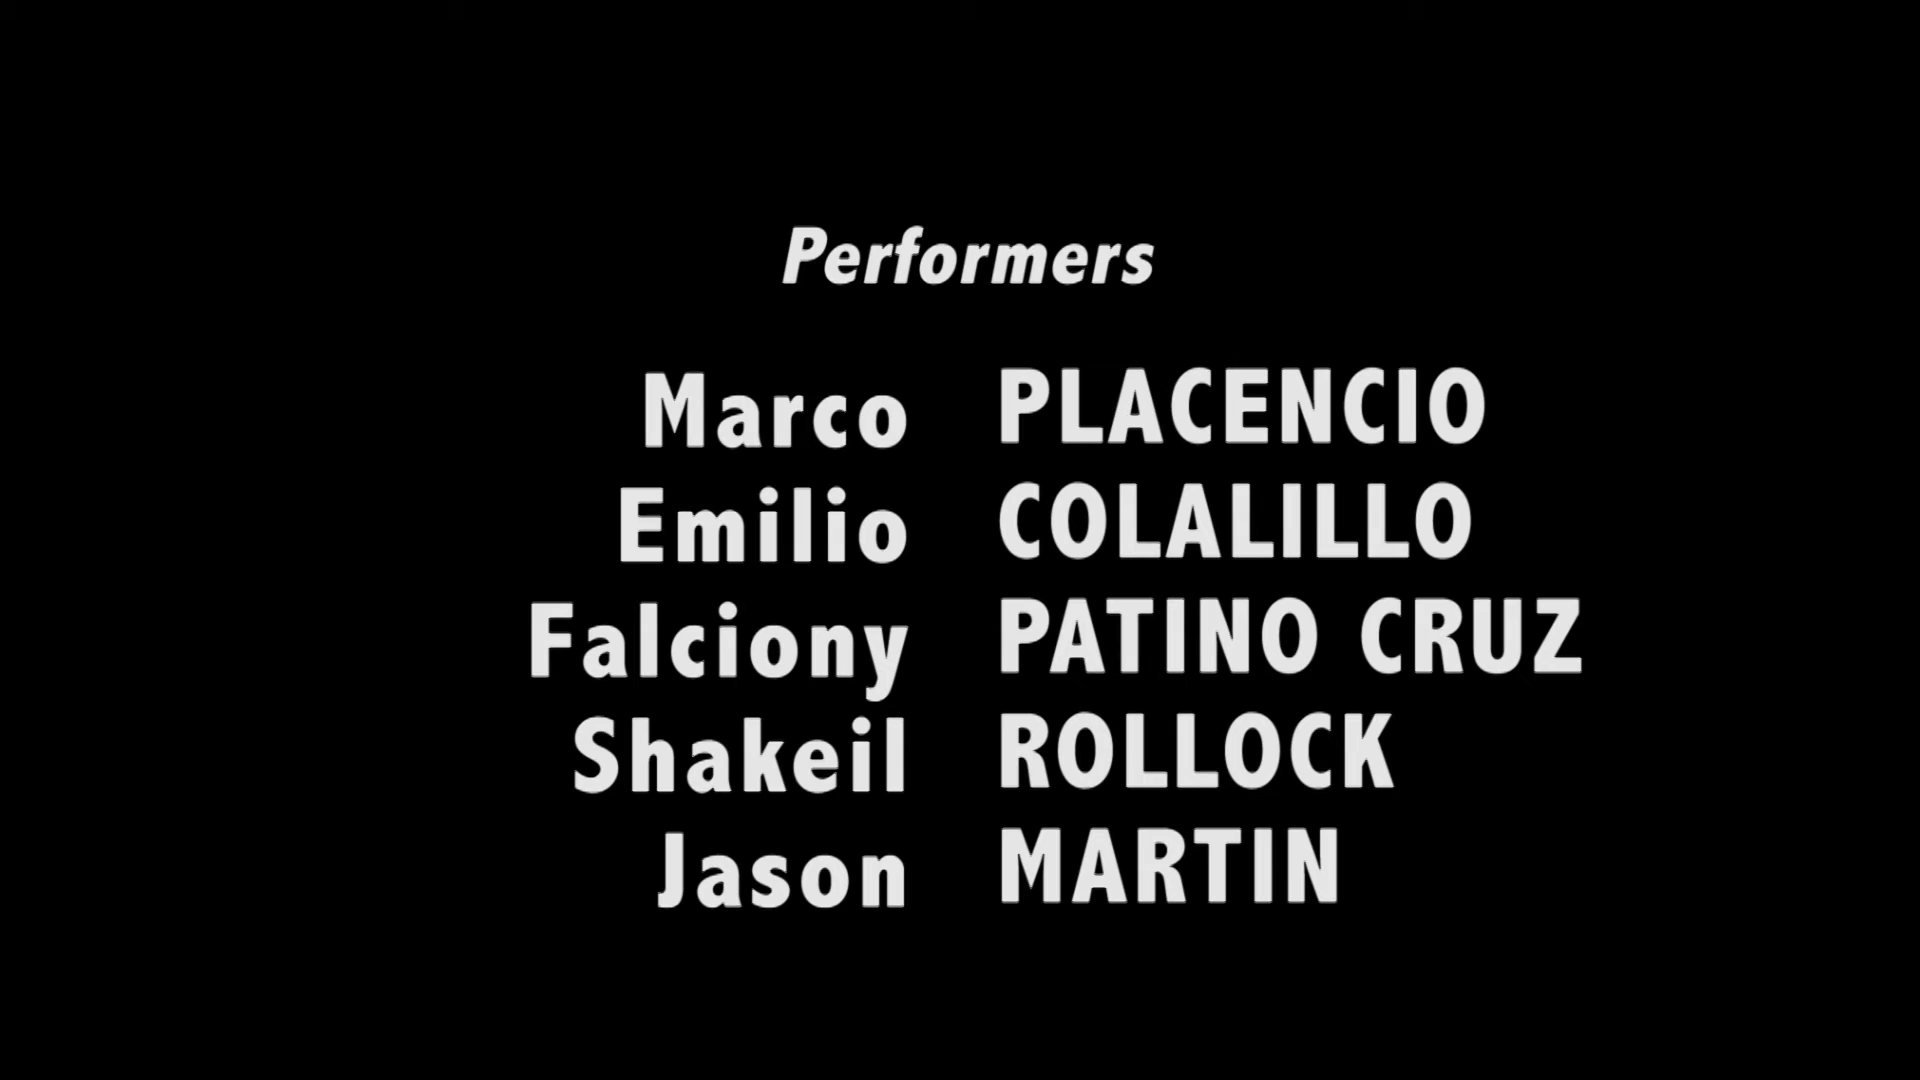 Performers
Marco PLACENCIO
Emilio COLALILLO
Falciony PATINO CRUZ
Shakeil ROLLOCK
Jason MARTIN